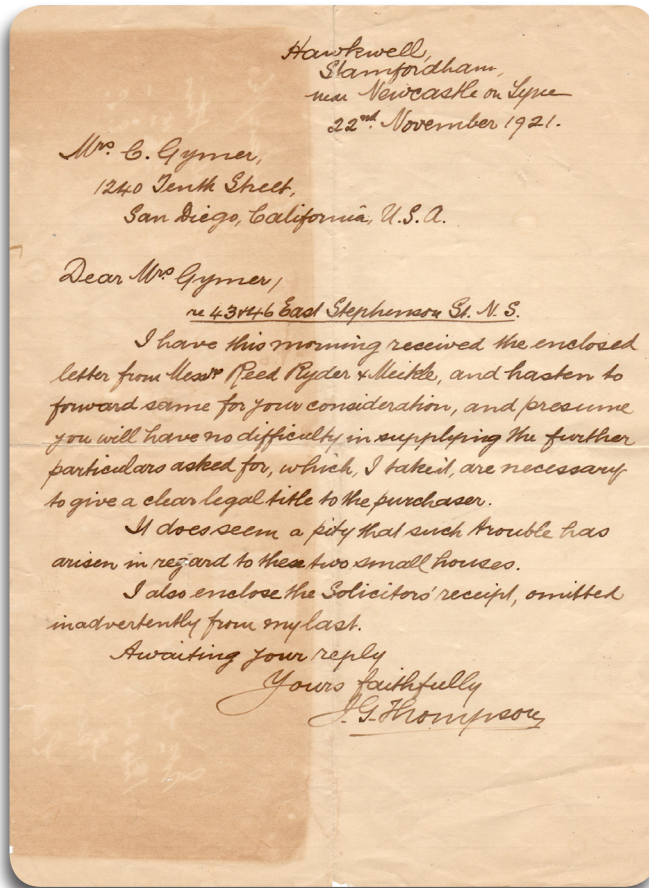 Hawkwell,
Stamfordham,
near Newcastle on Tyne
22nd. November 1921.
Mrs C. Gymer,
1240 Tenth Street,
San Diego, California, U.S.A.
Dear Mrs Gymer,
re 43 & 46 East Stephenson St. N.S.
I have this morning received the enclosed
letter from Messrs Reed Ryder & Meikle, and hasten to
forward same for your consideration, and presume
you will have no difficulty in supplying the further
particulars asked for, which, I take it, are necessary
to give a clear legal title to the purchaser.
It does seem a pity that such trouble has
arisen in regard to these two small houses.
I also enclose the Solicitors' receipt, omitted
inadvertently from my last.
Awaiting your reply
Yours faithfully
J. G. Thompson